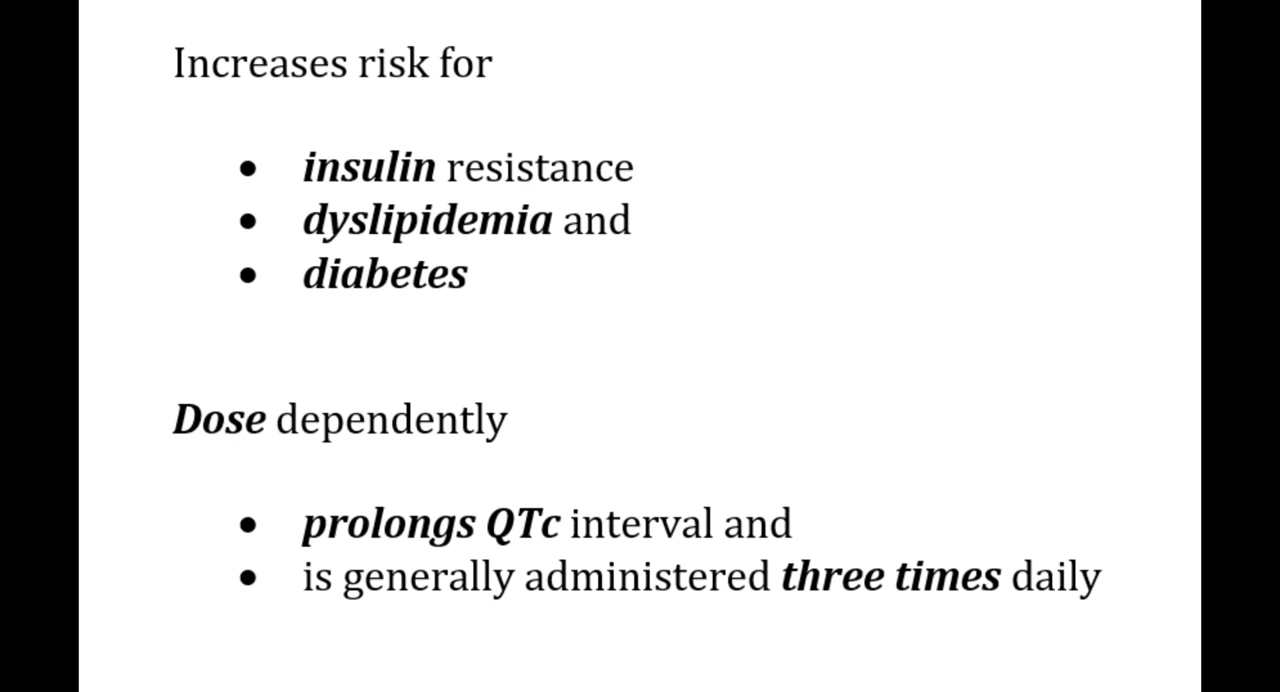 Increases risk for
• insulin resistance
• dyslipidemia and
• diabetes
Dose dependently
• prolongs QTc interval and
• is generally administered three times daily